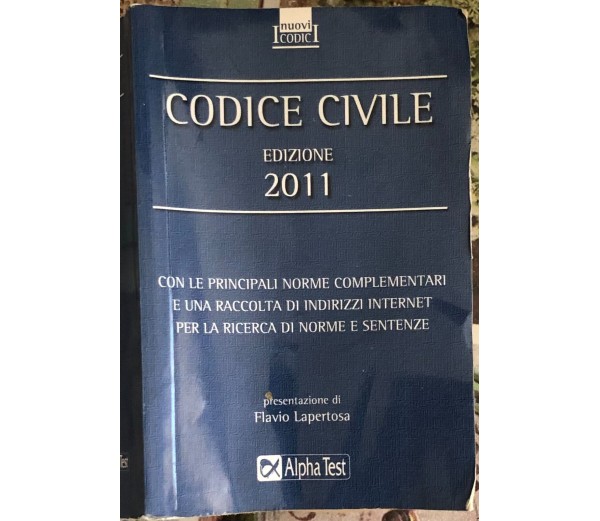 nuovi
I CODICI
CODICE CIVILE
EDIZIONE
2011
CON LE PRINCIPALI NORME COMPLEMENTARI
E UNA RACCOLTA DI INDIRIZZI INTERNET
PER LA RICERCA DI NORME E SENTENZE
presentazione di
Flavio Lapertosa
Alpha Test